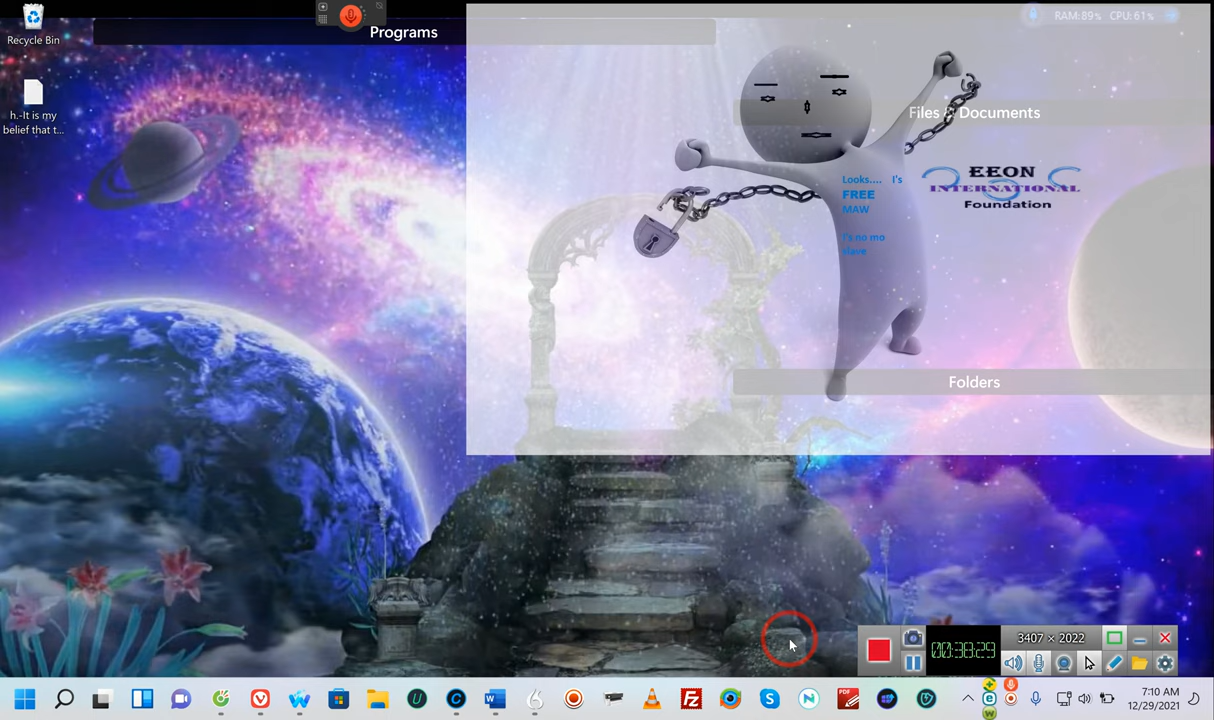 Recycle Bin
h.-It is my
belief that t...
Programs
RAM:89% CPU:61%
Files & Documents
EEON
INTERNATIONAL
Foundation
Looks.... I's
FREE
MAW
I's no mo
slave
Folders
00:38:29
3407 × 2022
7:10 AM
12/29/2021